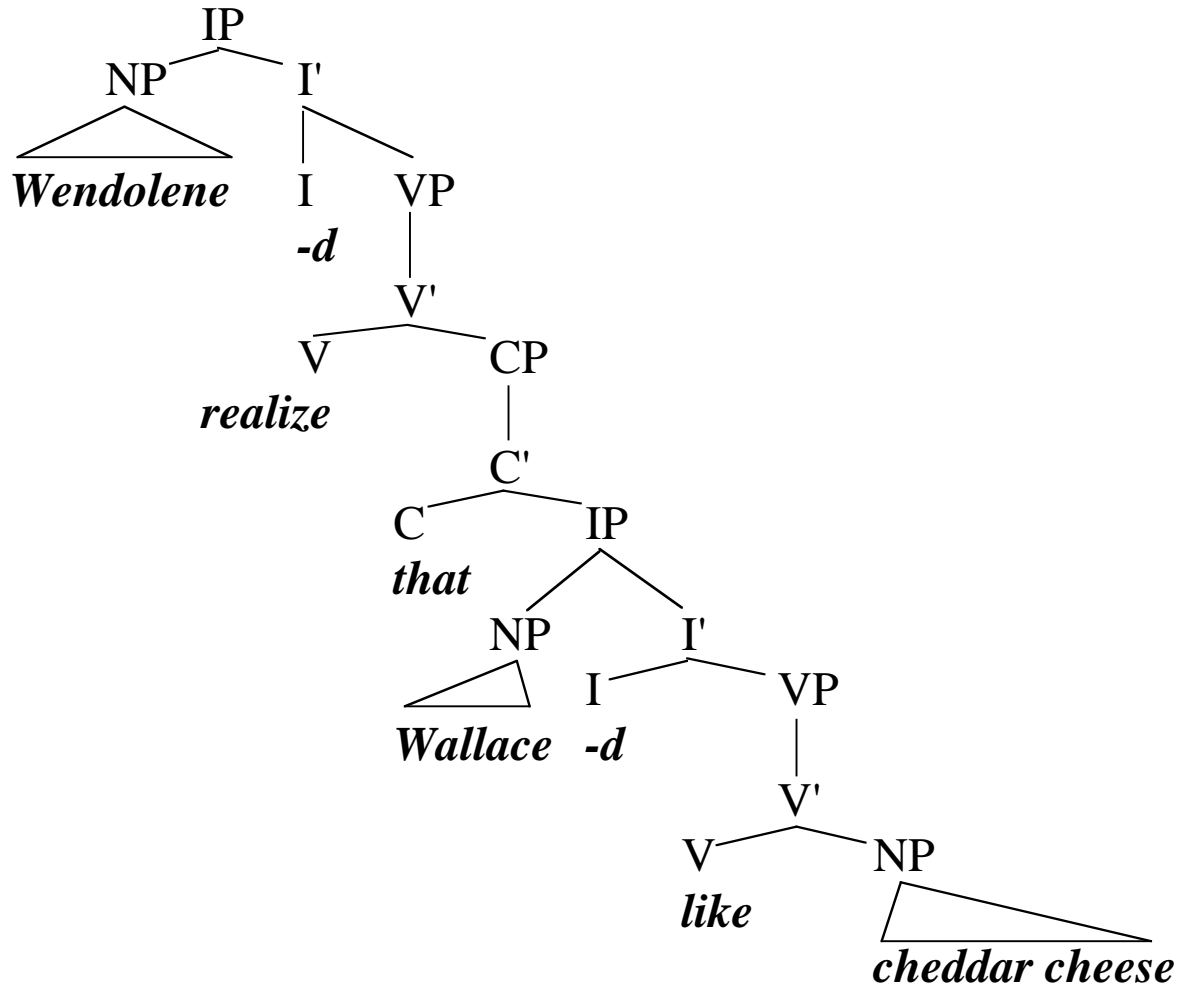 IP
NP I'
Wendolene I VP
-d
V'
V CP
realize
C'
C IP
that
NP I'
I VP
Wallace -d
V'
V NP
like
cheddar cheese